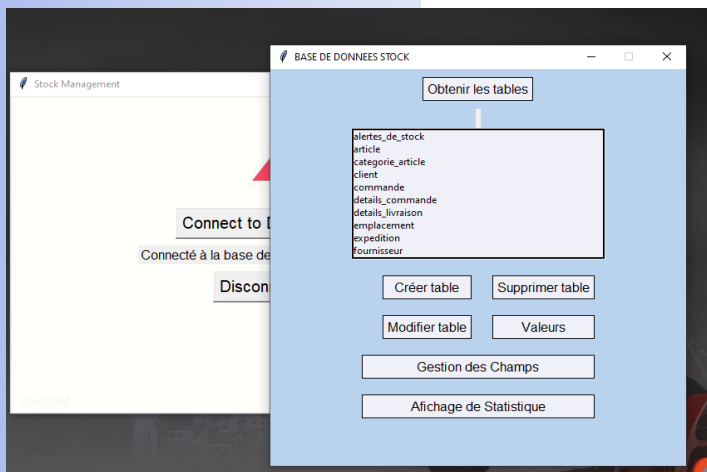 BASE DE DONNEES STOCK
Obtenir les tables
alertes_de_stock
article
categorie_article
client
commande
details_commande
details_livraison
emplacement
expedition
fournisseur
Créer table
Supprimer table
Modifier table
Valeurs
Gestion des Champs
Afichage de Statistique
Stock Management
Connect to
Connecté à la base de